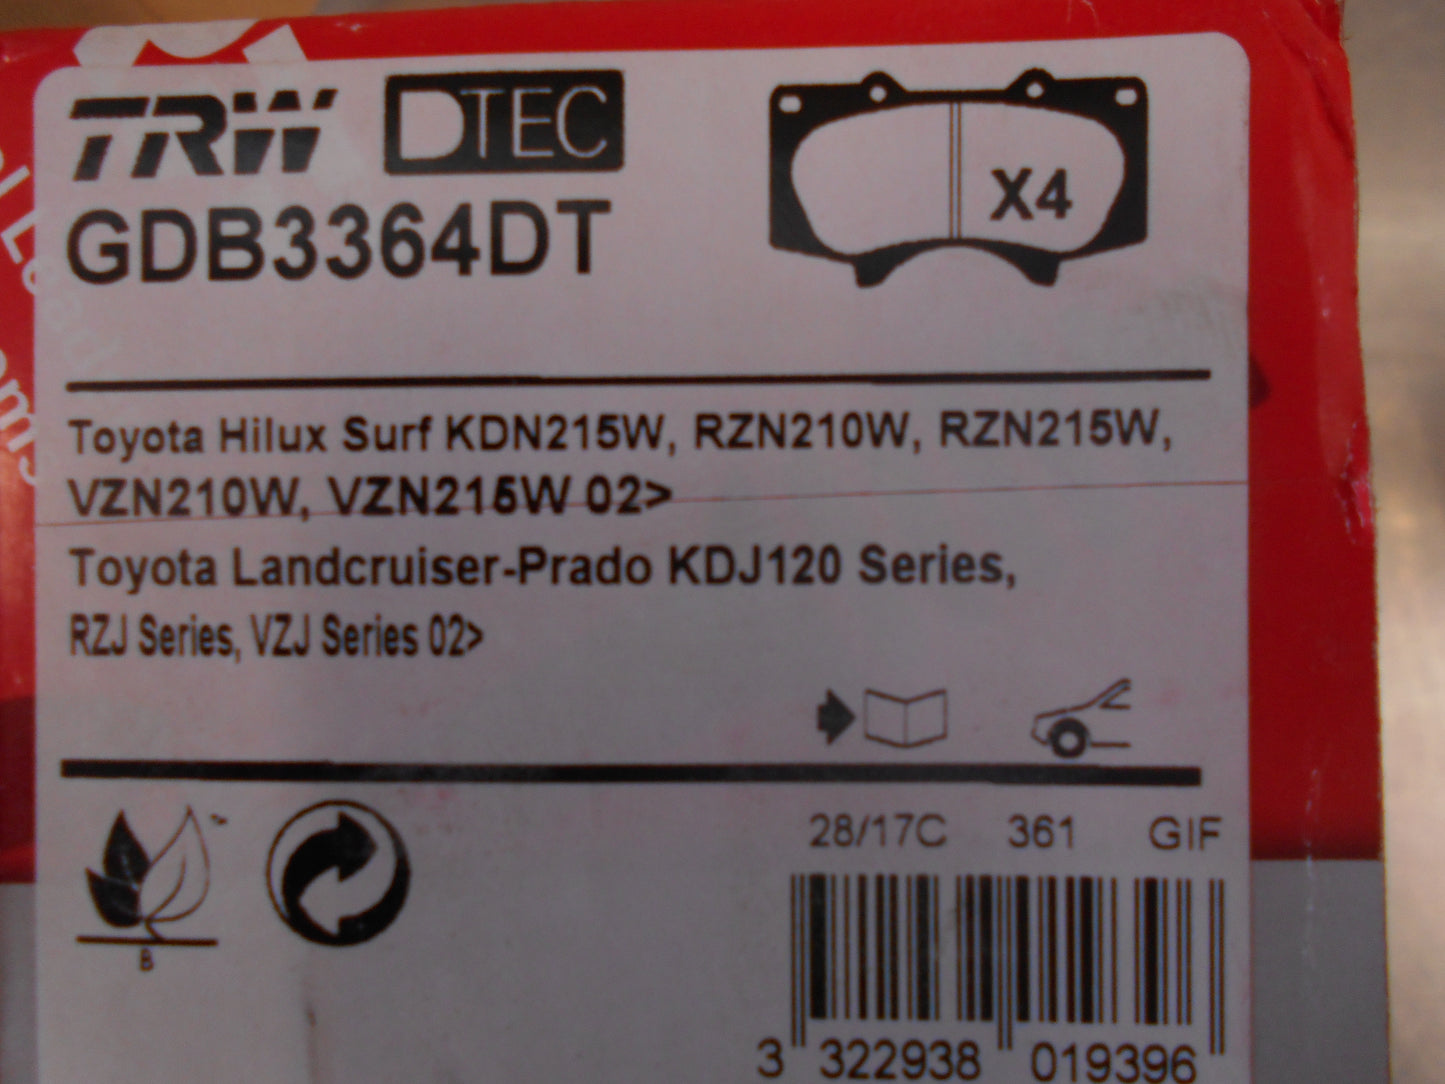 TRW DTEC
GDB3364DT
X4
Toyota Hilux Surf KDN215W, RZN210W, RZN215W,
VZN210W, VZN215W 02>
Toyota Landcruiser-Prado KDJ120 Series,
RZJ Series, VZJ Series 02>
28/17C 361 GIF
B
3 322938 019396